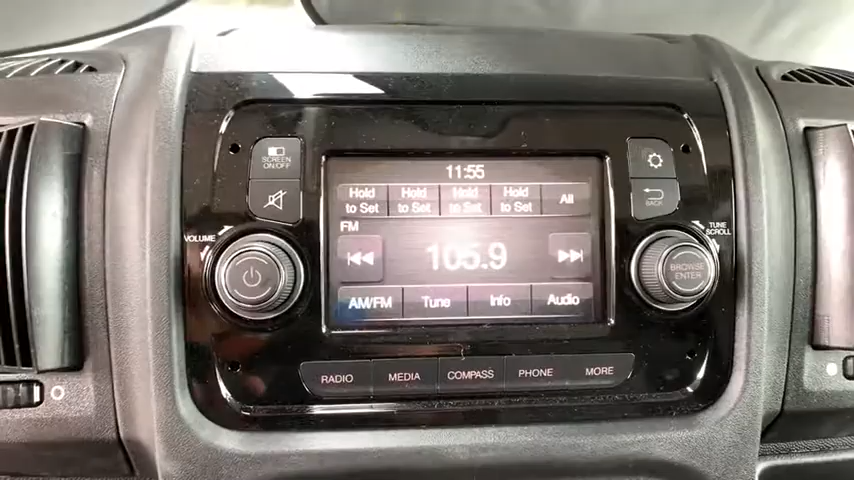 11:55
SCREEN
ON/OFF
Hold
to Set
Hold
to Set
Hold
to Set
Hold
to Set
All
BACK
FM
VOLUME
TUNE
SCROLL
105.9
BROWSE
ENTER
AM/FM
Tune
Info
Audio
RADIO
MEDIA
COMPASS
PHONE
MORE